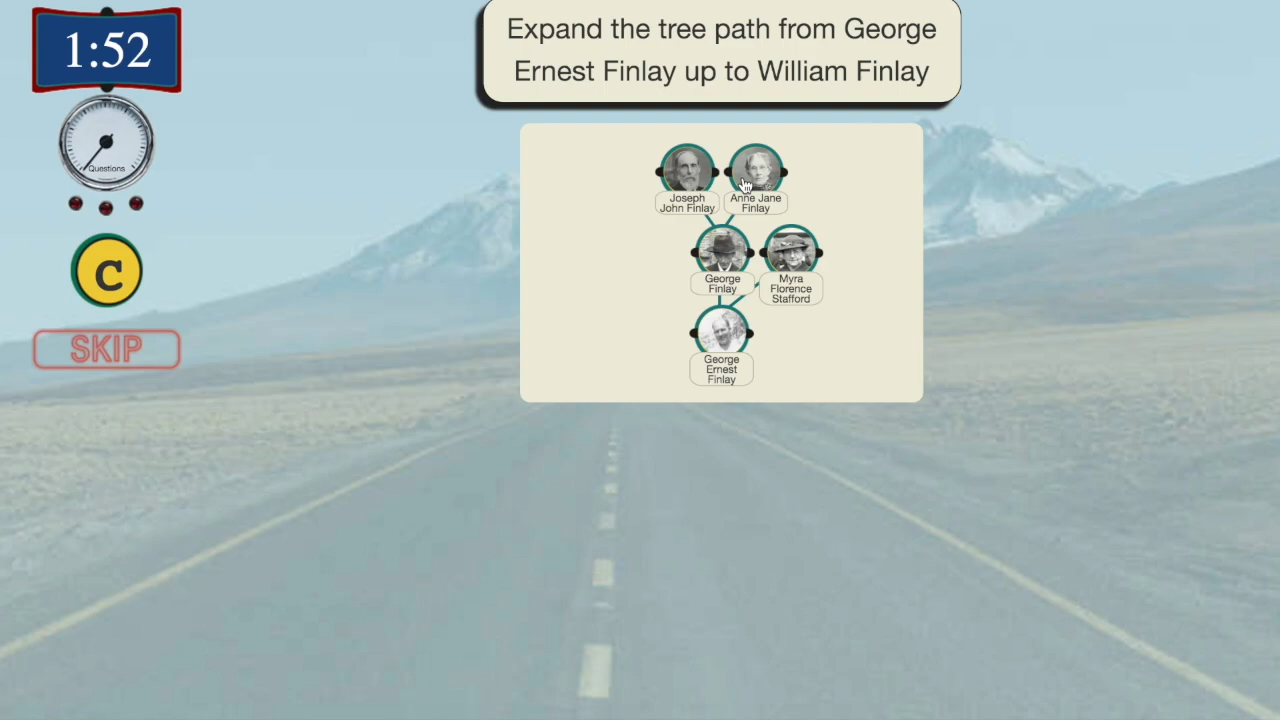 1:52
Expand the tree path from George
Ernest Finlay up to William Finlay
Questions
C
SKIP
Joseph
John Finlay
Anne Jane
Finlay
George
Finlay
Myra
Florence
Stafford
George
Ernest
Finlay